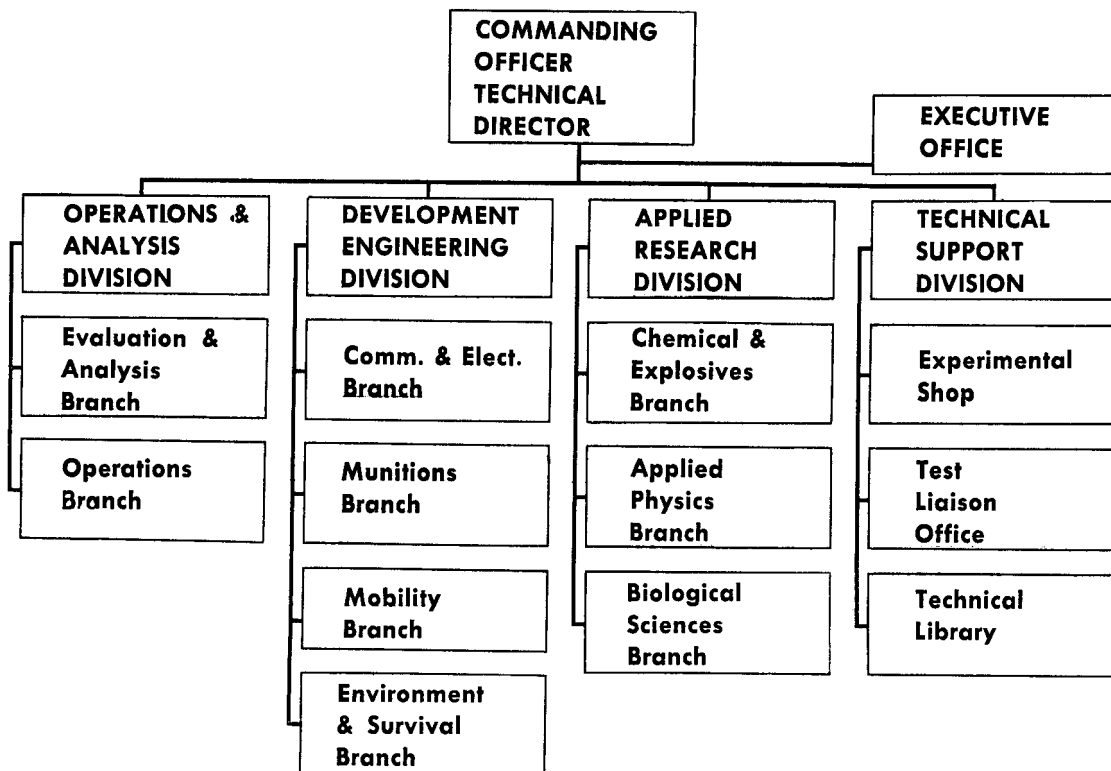 COMMANDING
OFFICER
TECHNICAL
DIRECTOR
EXECUTIVE
OFFICE
OPERATIONS &
ANALYSIS
DIVISION
Evaluation &
Analysis
Branch
Operations
Branch
DEVELOPMENT
ENGINEERING
DIVISION
Comm. & Elect.
Branch
Munitions
Branch
Mobility
Branch
Environment
& Survival
Branch
APPLIED
RESEARCH
DIVISION
Chemical &
Explosives
Branch
Applied
Physics
Branch
Biological
Sciences
Branch
TECHNICAL
SUPPORT
DIVISION
Experimental
Shop
Test
Liaison
Office
Technical
Library